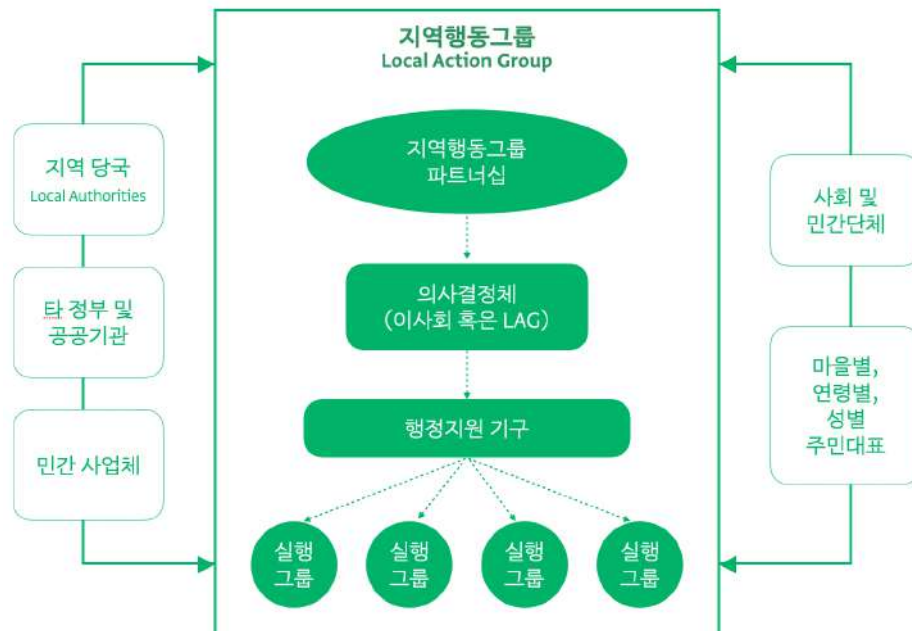 지역행동그룹
Local Action Group
지역행동그룹
파트너십
의사결정체
(이사회 혹은 LAG)
행정지원 기구
실행
그룹
실행
그룹
실행
그룹
실행
그룹
지역 당국
Local Authorities
타 정부 및
공공기관
민간 사업체
사회 및
민간단체
마을별,
연령별,
성별
주민대표